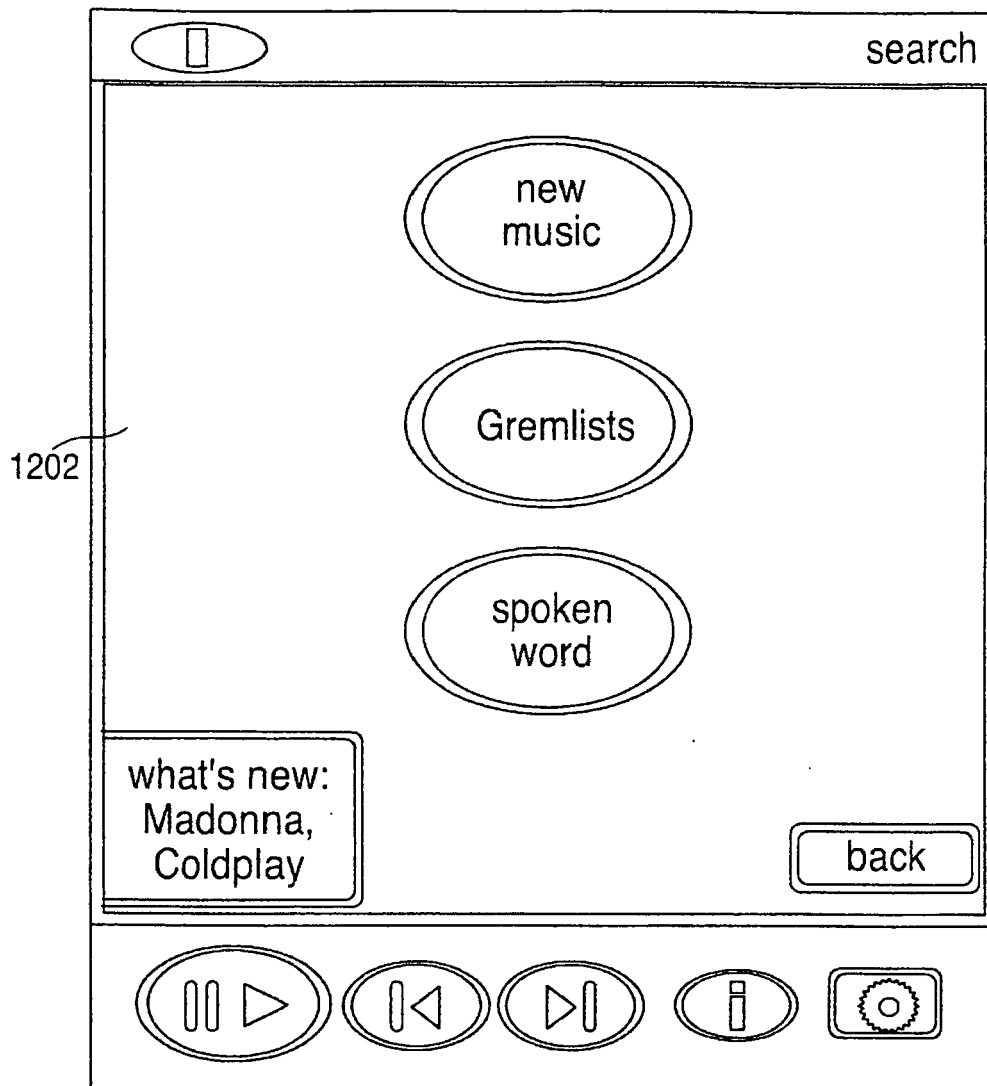 search
new
music
Gremlists
1202
spoken
word
what's new:
Madonna,
Coldplay
back
i